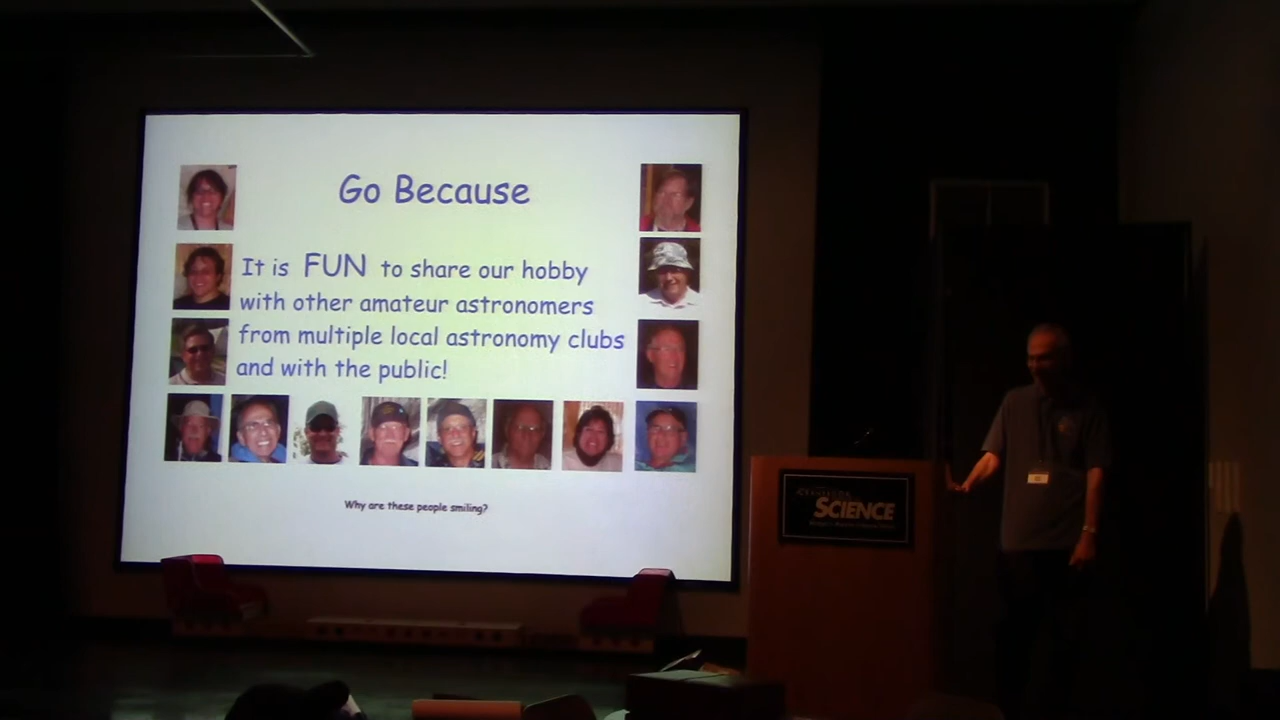 Go Because
It is FUN to share our hobby
with other amateur astronomers
from multiple local astronomy clubs
and with the public!
Why are these people smiling?
SCIENCE